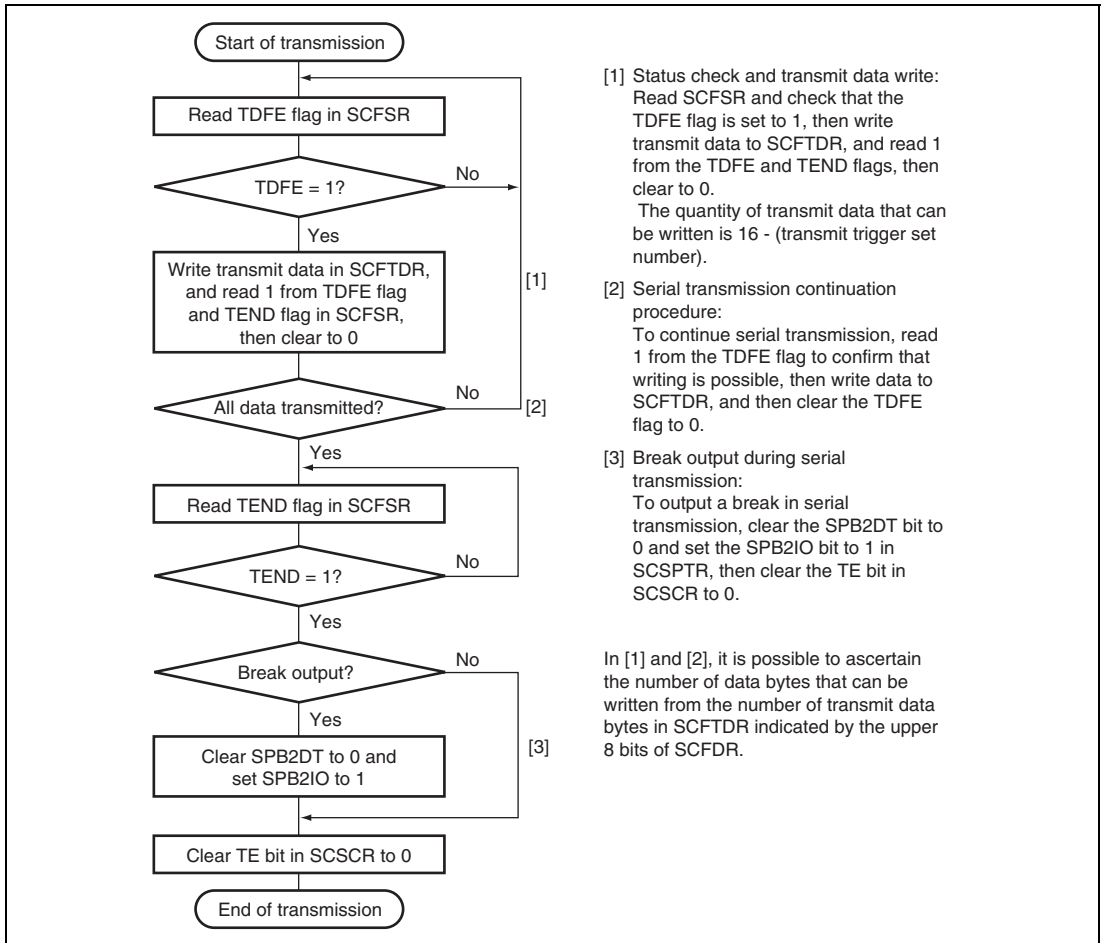 Start of transmission
Read TDFE flag in SCFSR
TDFE = 1?
No
Yes
Write transmit data in SCFTDR,
and read 1 from TDFE flag
and TEND flag in SCFSR,
then clear to 0
[1]
All data transmitted?
No
[2]
Yes
Read TEND flag in SCFSR
TEND = 1?
No
Yes
Break output?
No
Yes
Clear SPB2DT to 0 and
set SPB2IO to 1
[3]
Clear TE bit in SCSCR to 0
End of transmission
[1] Status check and transmit data write:
Read SCFSR and check that the
TDFE flag is set to 1, then write
transmit data to SCFTDR, and read 1
from the TDFE and TEND flags, then
clear to 0.
The quantity of transmit data that can
be written is 16 - (transmit trigger set
number).
[2] Serial transmission continuation
procedure:
To continue serial transmission, read
1 from the TDFE flag to confirm that
writing is possible, then write data to
SCFTDR, and then clear the TDFE
flag to 0.
[3] Break output during serial
transmission:
To output a break in serial
transmission, clear the SPB2DT bit to
0 and set the SPB2IO bit to 1 in
SCSPTR, then clear the TE bit in
SCSCR to 0.
In [1] and [2], it is possible to ascertain
the number of data bytes that can be
written from the number of transmit data
bytes in SCFTDR indicated by the upper
8 bits of SCFDR.